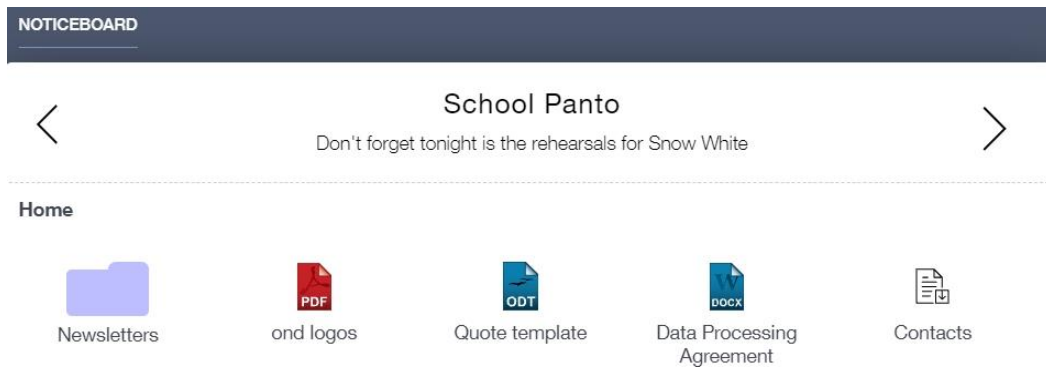 NOTICEBOARD
School Panto
Don't forget tonight is the rehearsals for Snow White
Home
PDF
ODT
W
DOCX
Newsletters
ond logos
Quote template
Data Processing
Agreement
Contacts